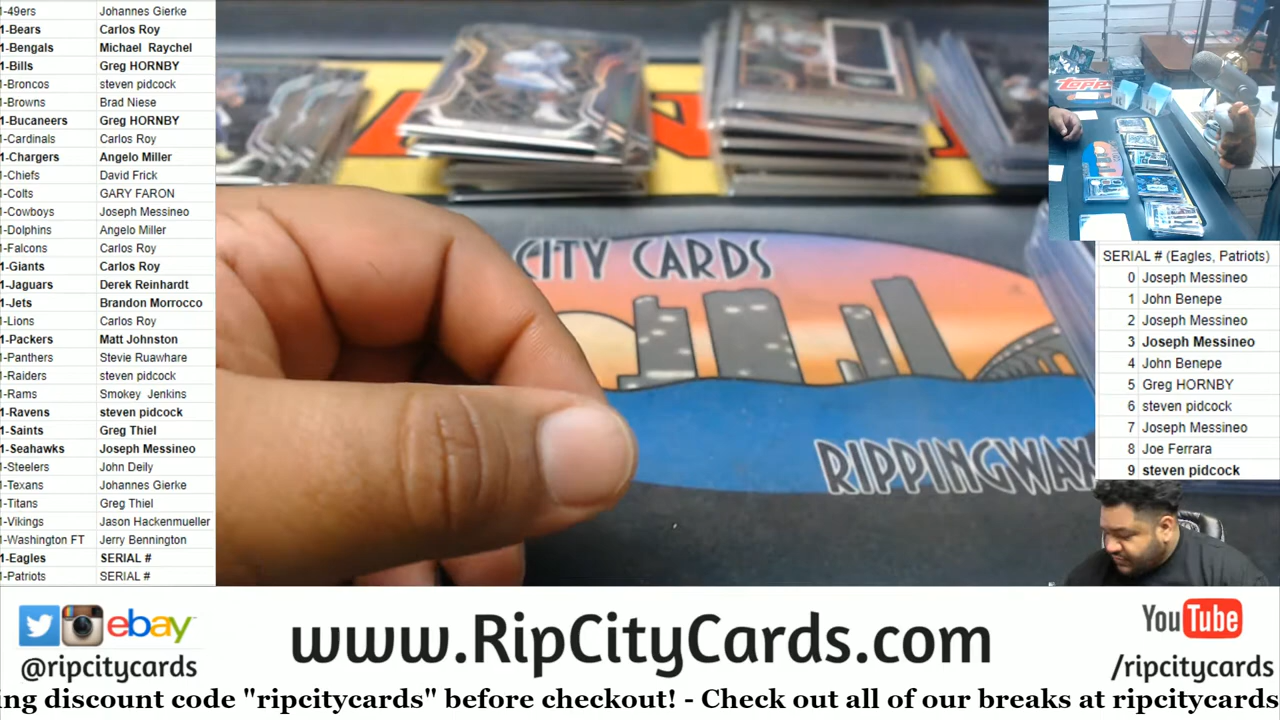 1-49ers Johannes Gierke
1-Bears Carlos Roy
1-Bengals Michael Raychel
1-Bills Greg HORNBY
1-Broncos steven pidcock
1-Browns Brad Niese
1-Bucaneers Greg HORNBY
1-Cardinals Carlos Roy
1-Chargers Angelo Miller
1-Chiefs David Frick
1-Colts GARY FARON
1-Cowboys Joseph Messineo
1-Dolphins Angelo Miller
1-Falcons Carlos Roy
1-Giants Carlos Roy
1-Jaguars Derek Reinhardt
1-Jets Brandon Morrocco
1-Lions Carlos Roy
1-Packers Matt Johnston
1-Panthers Stevie Ruawhare
1-Raiders steven pidcock
1-Rams Smokey Jenkins
1-Ravens steven pidcock
1-Saints Greg Thiel
1-Seahawks Joseph Messineo
1-Steelers John Deily
1-Texans Johannes Gierke
1-Titans Greg Thiel
1-Vikings Jason Hackenmueller
1-Washington FT Jerry Bennington
1-Eagles SERIAL #
1-Patriots SERIAL #
CITY CARDS
RIPPINGWAX
Topps
SERIAL # (Eagles, Patriots)
0 Joseph Messineo
1 John Benepe
2 Joseph Messineo
3 Joseph Messineo
4 John Benepe
5 Greg HORNBY
6 steven pidcock
7 Joseph Messineo
8 Joe Ferrara
9 steven pidcock
ebay
@ripcitycards
www.RipCityCards.com
YouTube
/ripcitycards
ing discount code "ripcitycards" before checkout! - Check out all of our breaks at ripcitycards